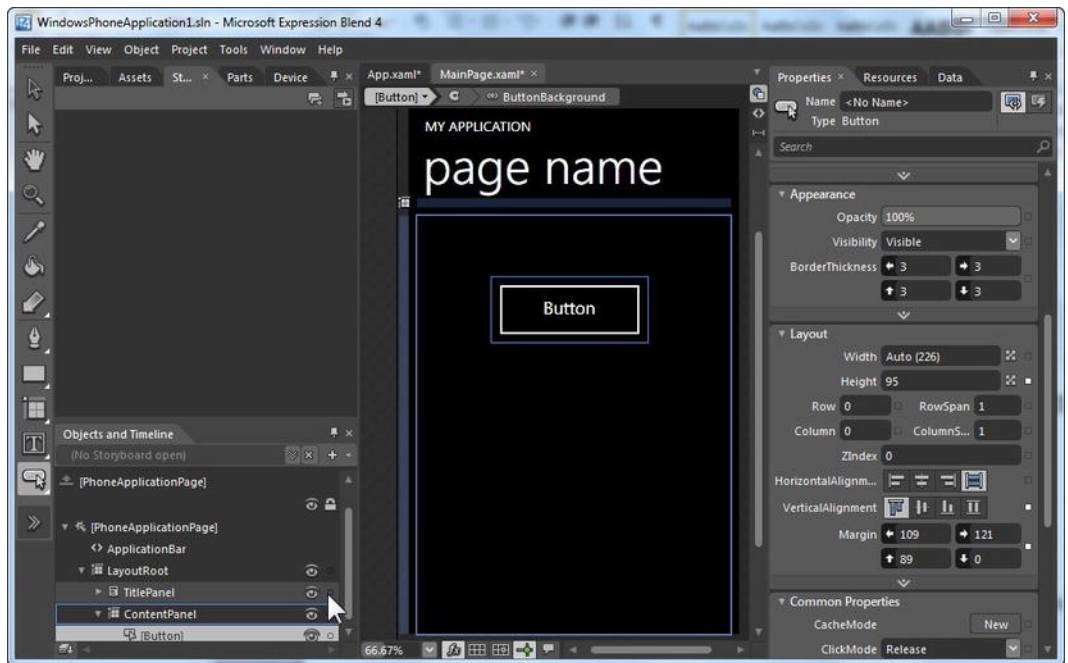 WindowsPhoneApplication1.sln - Microsoft Expression Blend 4
File Edit View Object Project Tools Window Help
Proj... Assets St... × Parts Device
App.xaml* MainPage.xaml* ×
[Button] ButtonBackground
MY APPLICATION
page name
Button
66.67%
Objects and Timeline
(No Storyboard open)
[PhoneApplicationPage]
[PhoneApplicationPage]
ApplicationBar
LayoutRoot
TitlePanel
ContentPanel
[Button]
Properties × Resources Data
Name <No Name>
Type Button
Search
Appearance
Opacity 100%
Visibility Visible
BorderThickness 3 3
3 3
Layout
Width Auto (226)
Height 95
Row 0 RowSpan 1
Column 0 ColumnS... 1
ZIndex 0
HorizontalAlignm...
VerticalAlignment
Margin 109 121
89 0
Common Properties
CacheMode New
ClickMode Release